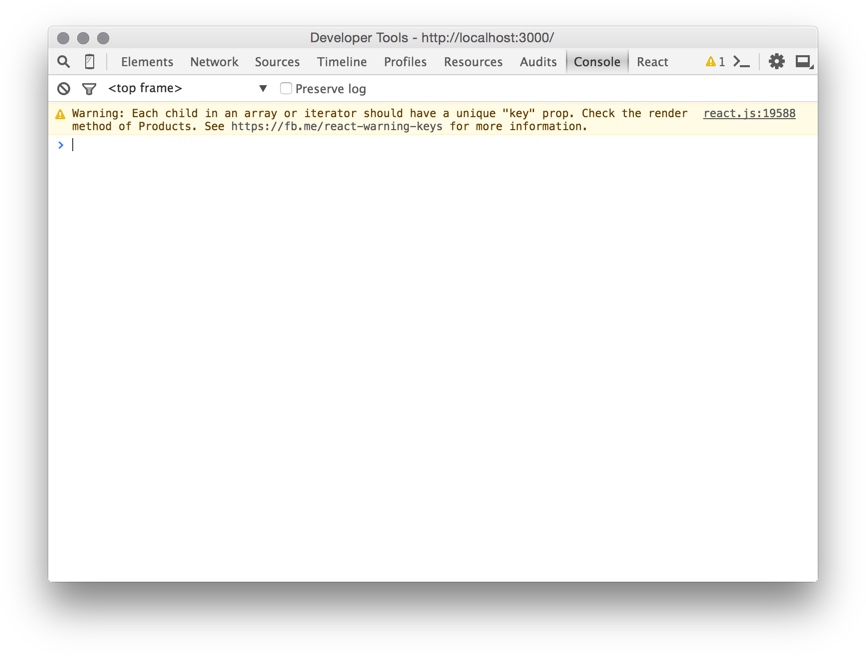 Developer Tools - http://localhost:3000/
Elements Network Sources Timeline Profiles Resources Audits Console React 1
<top frame> Preserve log
Warning: Each child in an array or iterator should have a unique "key" prop. Check the render react.js:19588
method of Products. See https://fb.me/react-warning-keys for more information.